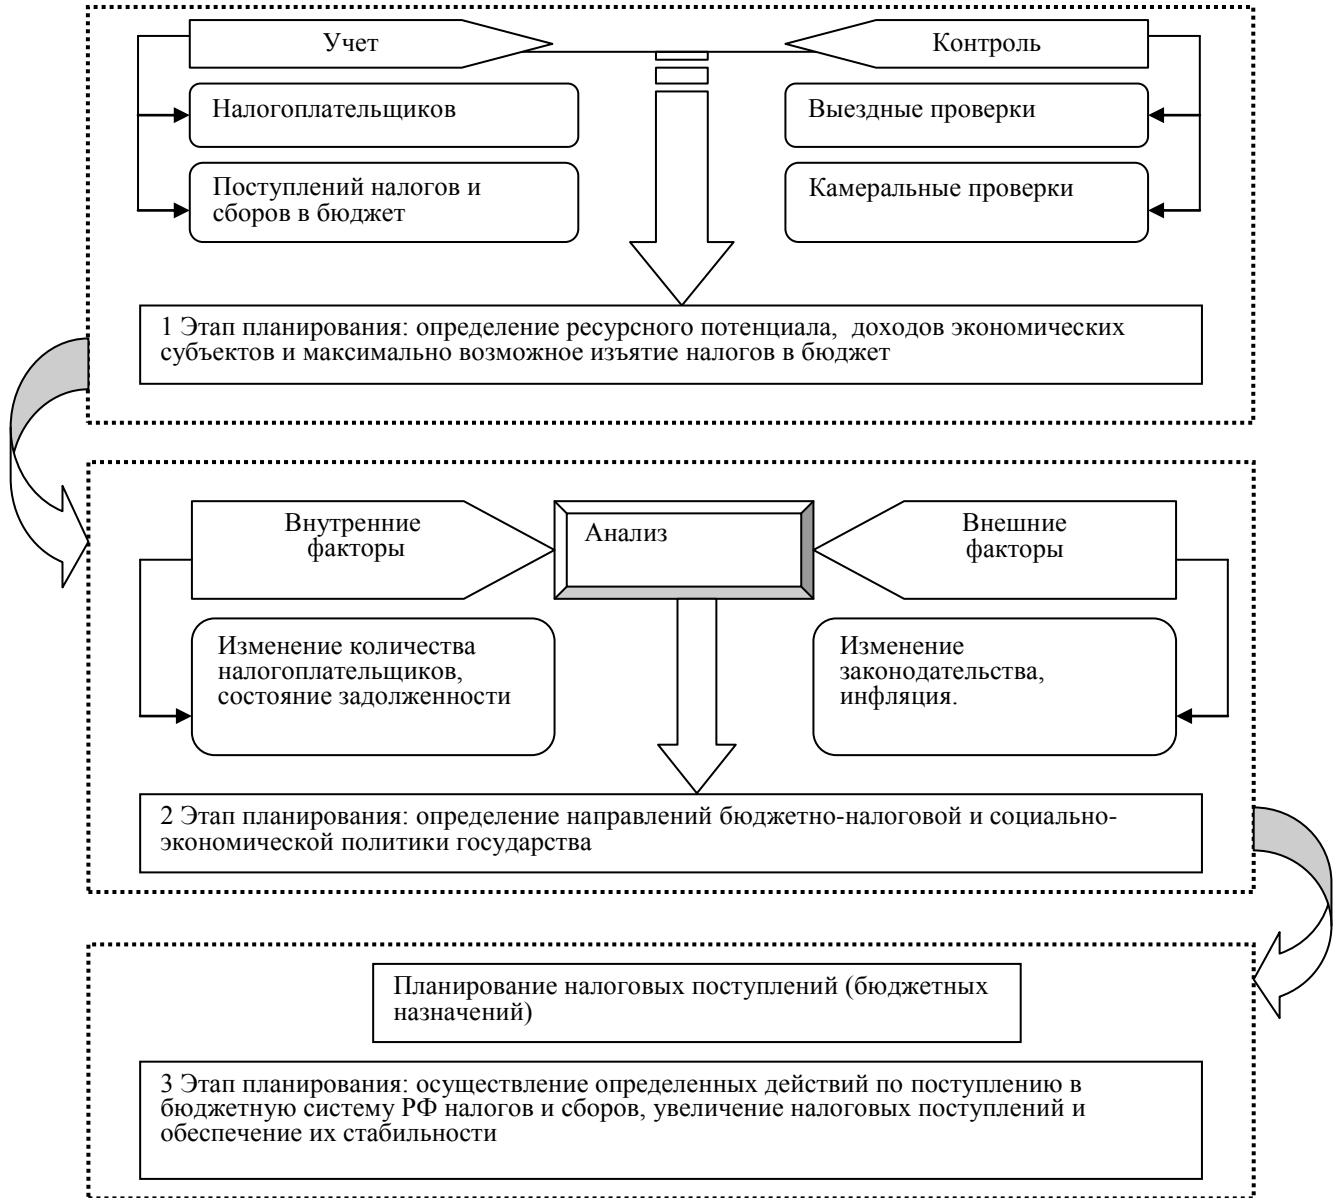 Учет
Контроль
Налогоплательщиков
Выездные проверки
Поступлений налогов и
сборов в бюджет
Камеральные проверки
1 Этап планирования: определение ресурсного потенциала, доходов экономических
субъектов и максимально возможное изъятие налогов в бюджет
Внутренние
факторы
Анализ
Внешние
факторы
Изменение количества
налогоплательщиков,
состояние задолженности
Изменение
законодательства,
инфляция.
2 Этап планирования: определение направлений бюджетно-налоговой и социально-
экономической политики государства
Планирование налоговых поступлений (бюджетных
назначений)
3 Этап планирования: осуществление определенных действий по поступлению в
бюджетную систему РФ налогов и сборов, увеличение налоговых поступлений и
обеспечение их стабильности